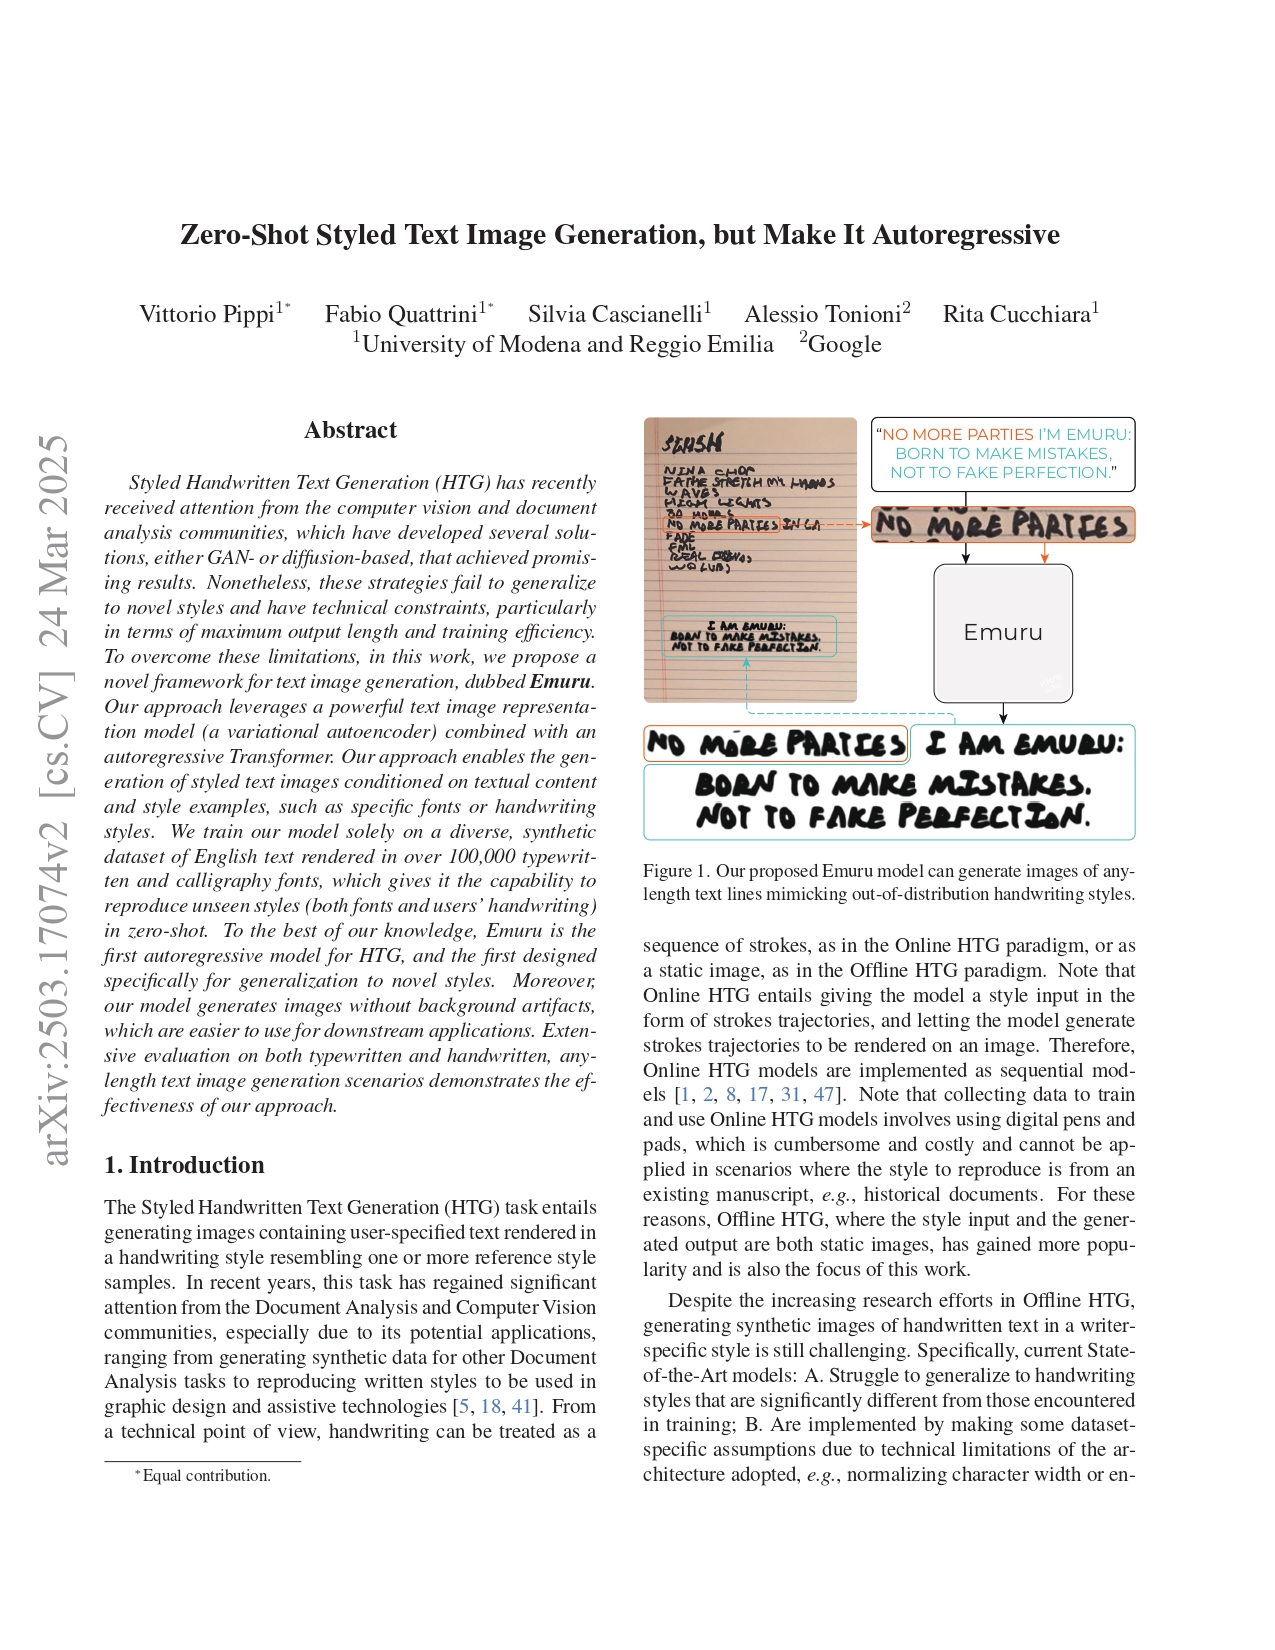 arXiv:2503.17074v2 [cs.CV] 24 Mar 2025
Zero-Shot Styled Text Image Generation, but Make It Autoregressive
Vittorio Pippi1* Fabio Quattrini1* Silvia Cascianelli1 Alessio Tonioni2 Rita Cucchiara1
1University of Modena and Reggio Emilia 2Google
Abstract
Styled Handwritten Text Generation (HTG) has recently
received attention from the computer vision and document
analysis communities, which have developed several solu-
tions, either GAN- or diffusion-based, that achieved promis-
ing results. Nonetheless, these strategies fail to generalize
to novel styles and have technical constraints, particularly
in terms of maximum output length and training efficiency.
To overcome these limitations, in this work, we propose a
novel framework for text image generation, dubbed Emuru.
Our approach leverages a powerful text image representa-
tion model (a variational autoencoder) combined with an
autoregressive Transformer. Our approach enables the gen-
eration of styled text images conditioned on textual content
and style examples, such as specific fonts or handwriting
styles. We train our model solely on a diverse, synthetic
dataset of English text rendered in over 100,000 typewrit-
ten and calligraphy fonts, which gives it the capability to
reproduce unseen styles (both fonts and users' handwriting)
in zero-shot. To the best of our knowledge, Emuru is the
first autoregressive model for HTG, and the first designed
specifically for generalization to novel styles. Moreover,
our model generates images without background artifacts,
which are easier to use for downstream applications. Exten-
sive evaluation on both typewritten and handwritten, any-
length text image generation scenarios demonstrates the ef-
fectiveness of our approach.
1. Introduction
The Styled Handwritten Text Generation (HTG) task entails
generating images containing user-specified text rendered in
a handwriting style resembling one or more reference style
samples. In recent years, this task has regained significant
attention from the Document Analysis and Computer Vision
communities, especially due to its potential applications,
ranging from generating synthetic data for other Document
Analysis tasks to reproducing written styles to be used in
graphic design and assistive technologies [5, 18, 41]. From
a technical point of view, handwriting can be treated as a
*Equal contribution.
NINA CHOP
WAVES
HIGH LIGHTS
30 HOURS
NO MORE PARTIES IN LA
FADE
FML
REAL FRIENDS
I AM EMURU:
BORN TO MAKE MISTAKES.
NOT TO FAKE PERFECTION.
"NO MORE PARTIES I'M EMURU:
BORN TO MAKE MISTAKES,
NOT TO FAKE PERFECTION."
NO MORE PARTIES
Emuru
NO MORE PARTIES I AM EMURU:
BORN TO MAKE MISTAKES.
NOT TO FAKE PERFECTION.
Figure 1. Our proposed Emuru model can generate images of any-
length text lines mimicking out-of-distribution handwriting styles.
sequence of strokes, as in the Online HTG paradigm, or as
a static image, as in the Offline HTG paradigm. Note that
Online HTG entails giving the model a style input in the
form of strokes trajectories, and letting the model generate
strokes trajectories to be rendered on an image. Therefore,
Online HTG models are implemented as sequential mod-
els [1, 2, 8, 17, 31, 47]. Note that collecting data to train
and use Online HTG models involves using digital pens and
pads, which is cumbersome and costly and cannot be ap-
plied in scenarios where the style to reproduce is from an
existing manuscript, e.g., historical documents. For these
reasons, Offline HTG, where the style input and the gener-
ated output are both static images, has gained more popu-
larity and is also the focus of this work.
Despite the increasing research efforts in Offline HTG,
generating synthetic images of handwritten text in a writer-
specific style is still challenging. Specifically, current State-
of-the-Art models: A. Struggle to generalize to handwriting
styles that are significantly different from those encountered
in training; B. Are implemented by making some dataset-
specific assumptions due to technical limitations of the ar-
chitecture adopted, e.g., normalizing character width or en-